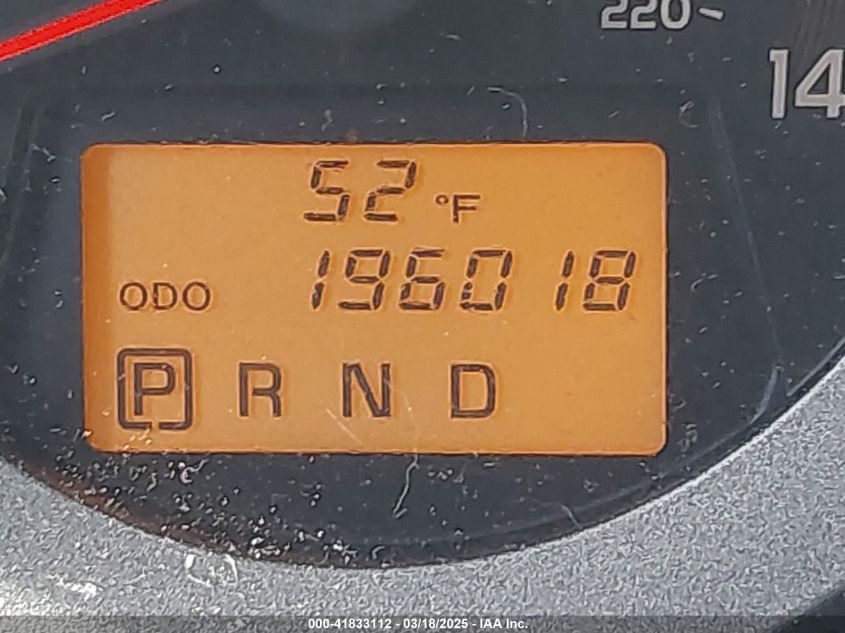 220
14
52 °F
ODO 196018
P R N D
000-41833112 - 03/18/2025 - IAA Inc.